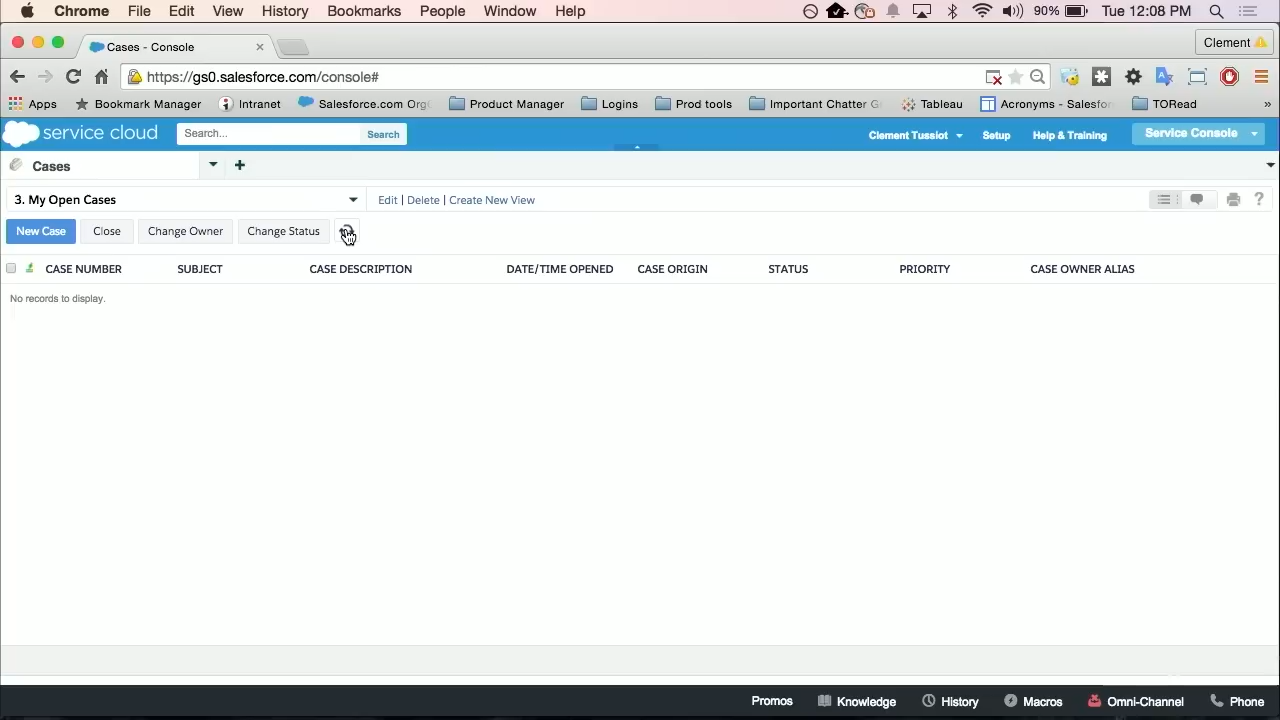 Chrome File Edit View History Bookmarks People Window Help 90% Tue 12:08 PM
Cases - Console Clement
https://gs0.salesforce.com/console#
Apps Bookmark Manager Intranet Salesforce.com Org Product Manager Logins Prod tools Important Chatter G Tableau Acronyms - Salesfor TORead »
service cloud Search... Search Clement Tussiot Setup Help & Training Service Console
Cases
3. My Open Cases Edit | Delete | Create New View ?
New Case Close Change Owner Change Status
CASE NUMBER SUBJECT CASE DESCRIPTION DATE/TIME OPENED CASE ORIGIN STATUS PRIORITY CASE OWNER ALIAS
No records to display.
Promos Knowledge History Macros Omni-Channel Phone